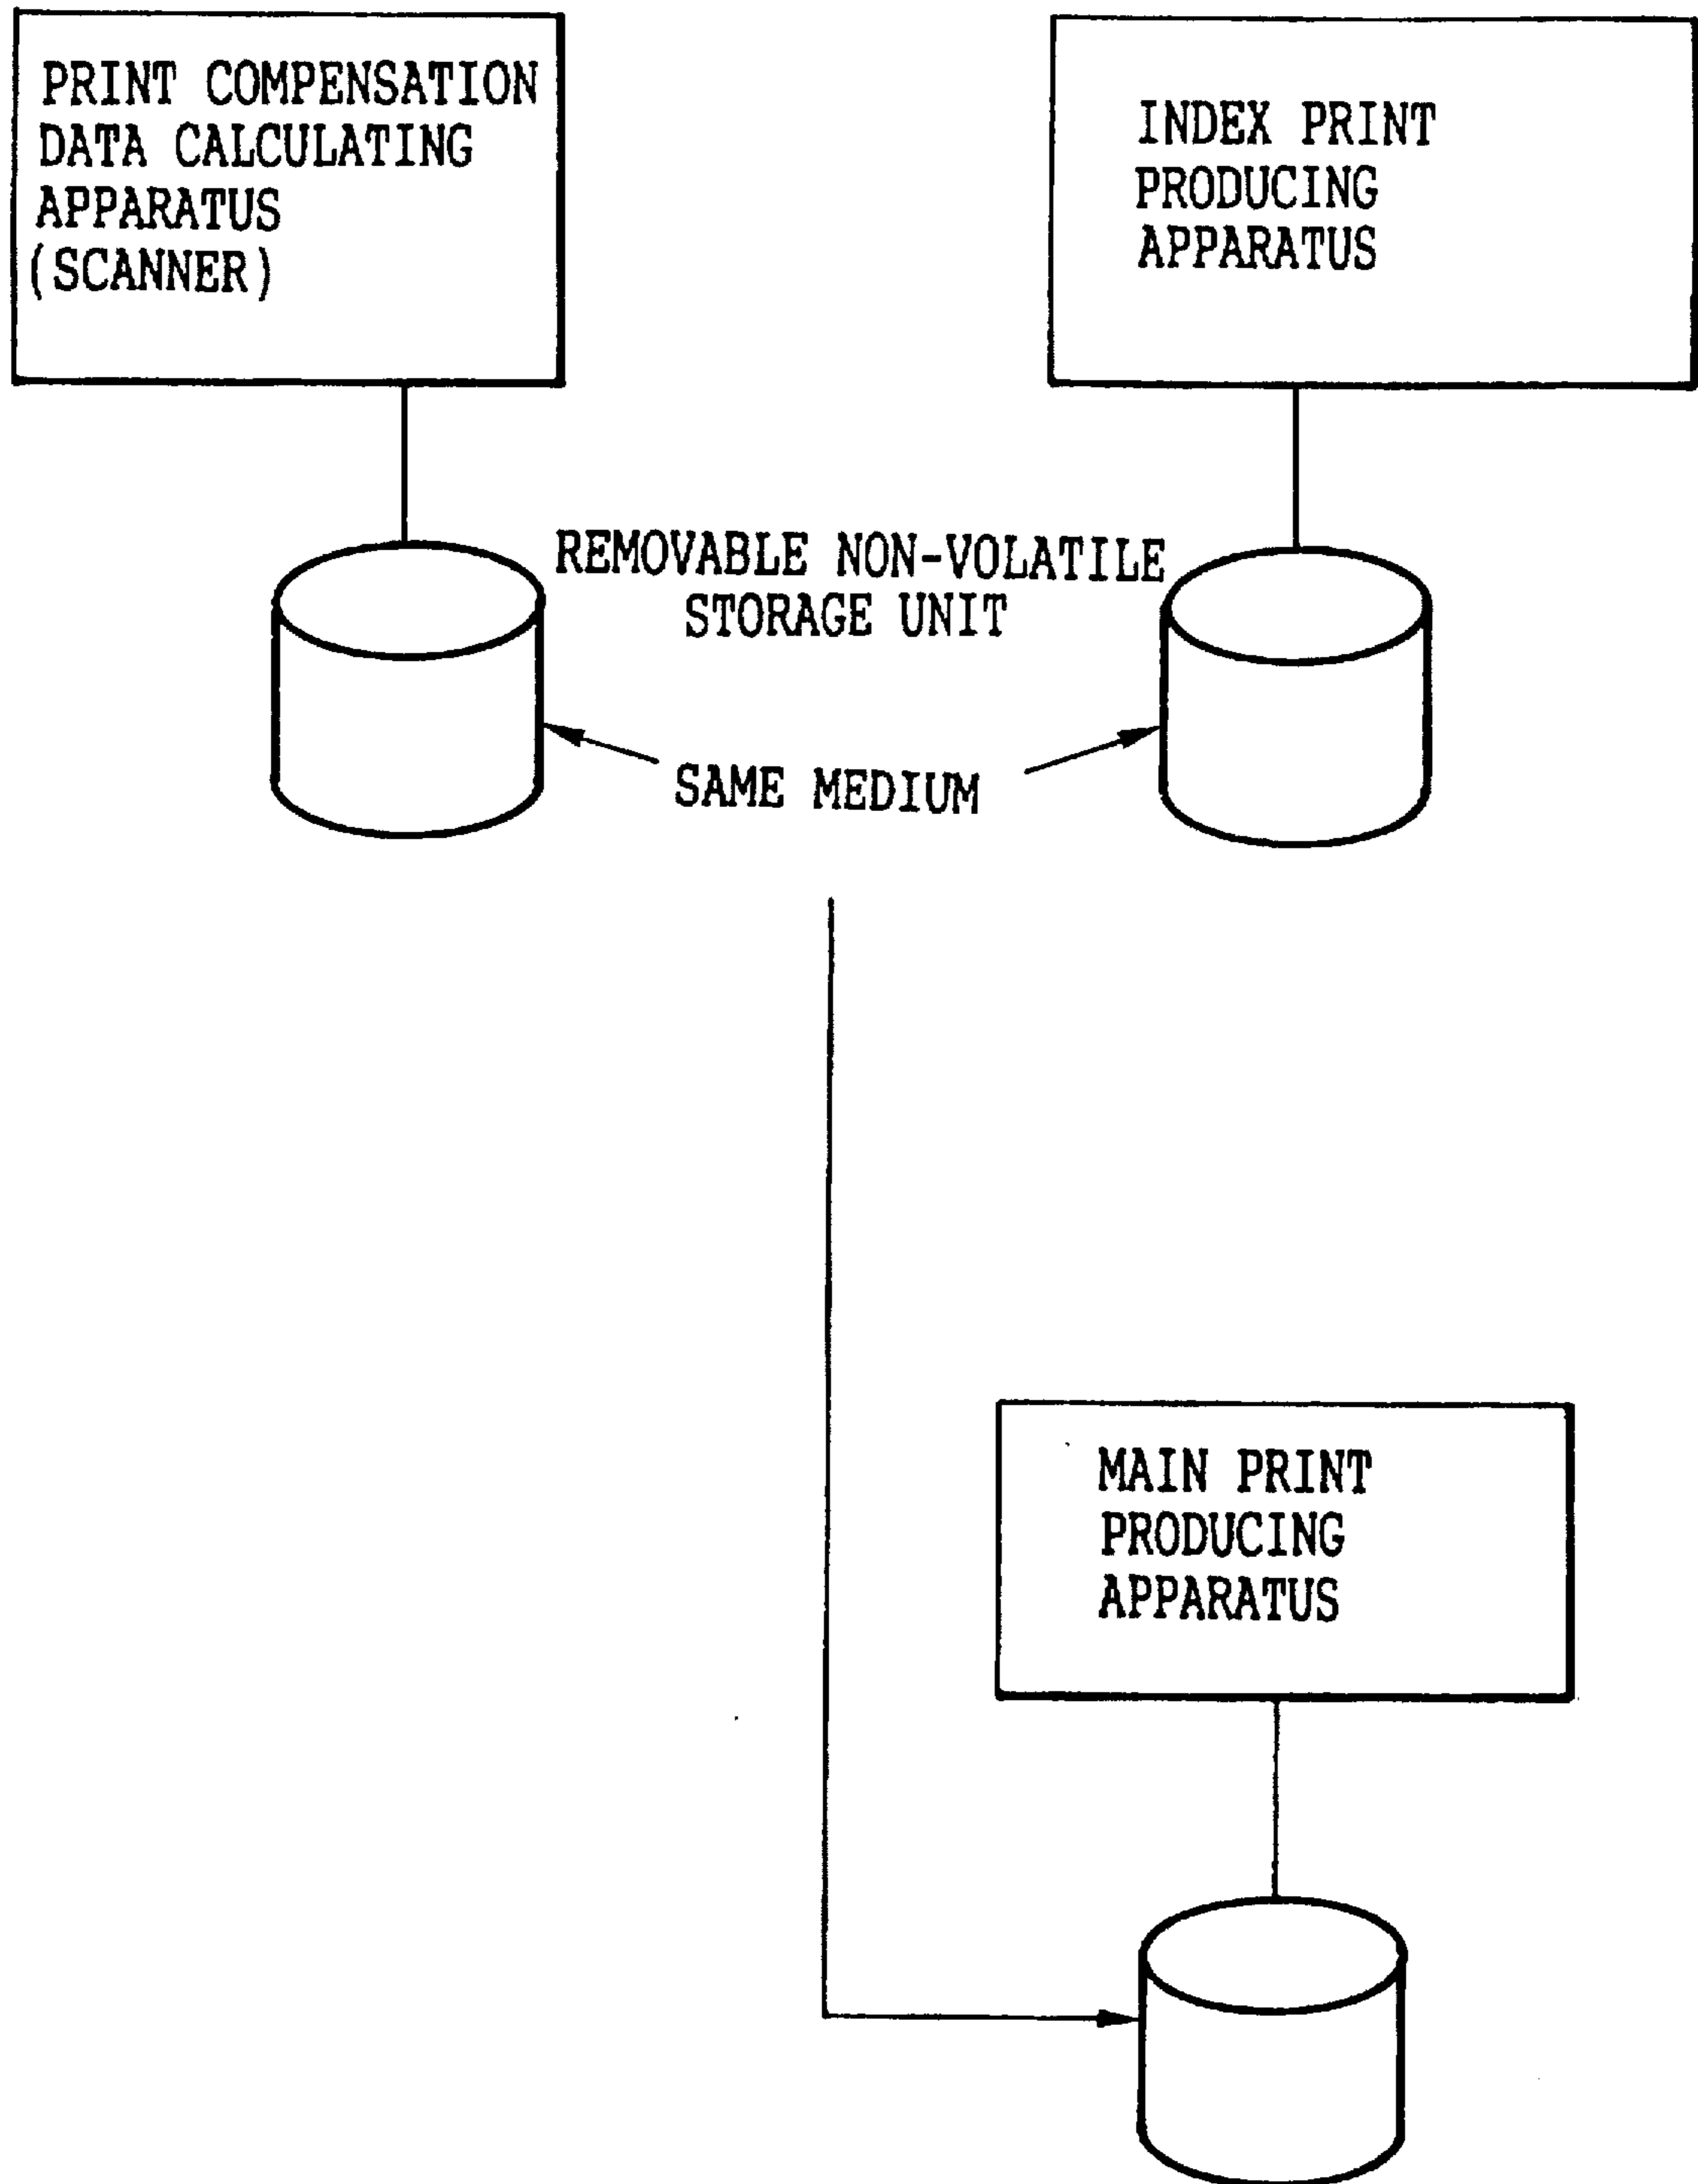 PRINT COMPENSATION
DATA CALCULATING
APPARATUS
(SCANNER)
INDEX PRINT
PRODUCING
APPARATUS
REMOVABLE NON-VOLATILE
STORAGE UNIT
SAME MEDIUM
MAIN PRINT
PRODUCING
APPARATUS